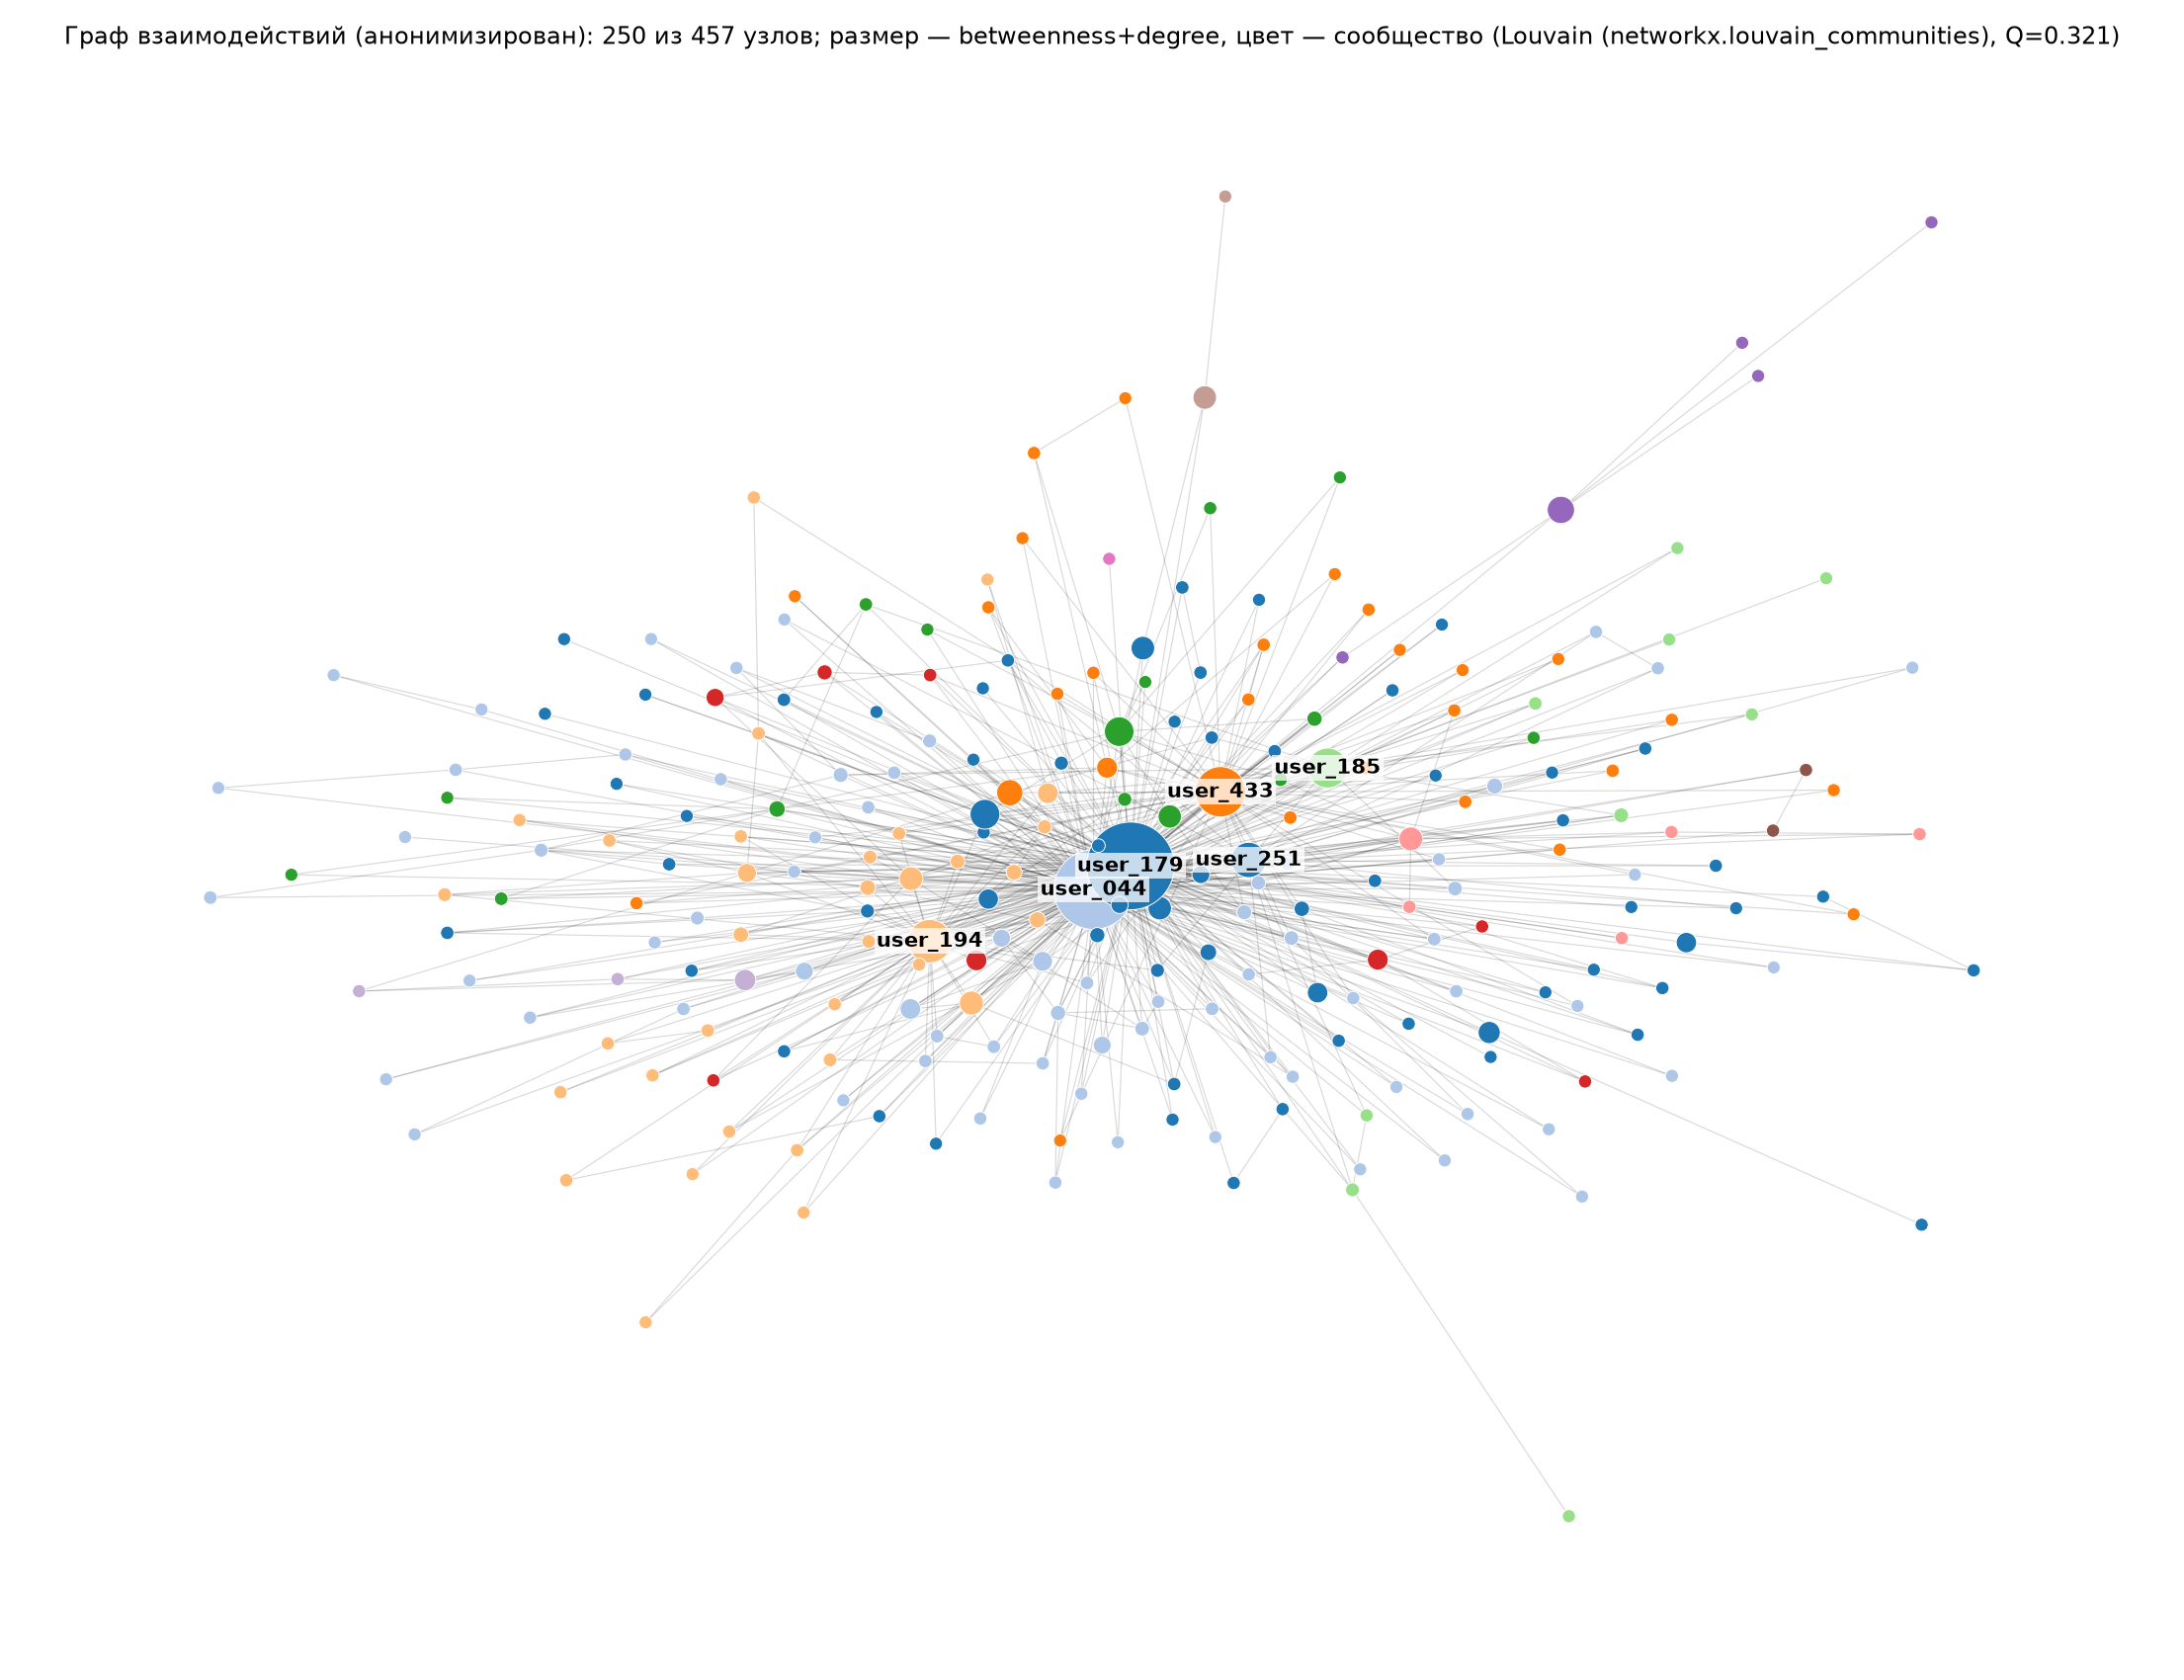 Граф взаимодействий (анонимизирован): 250 из 457 узлов; размер — betweenness+degree, цвет — сообщество (Louvain (networkx.louvain_communities), Q=0.321)
user_185
user_433
user_251
user_179
user_044
user_194